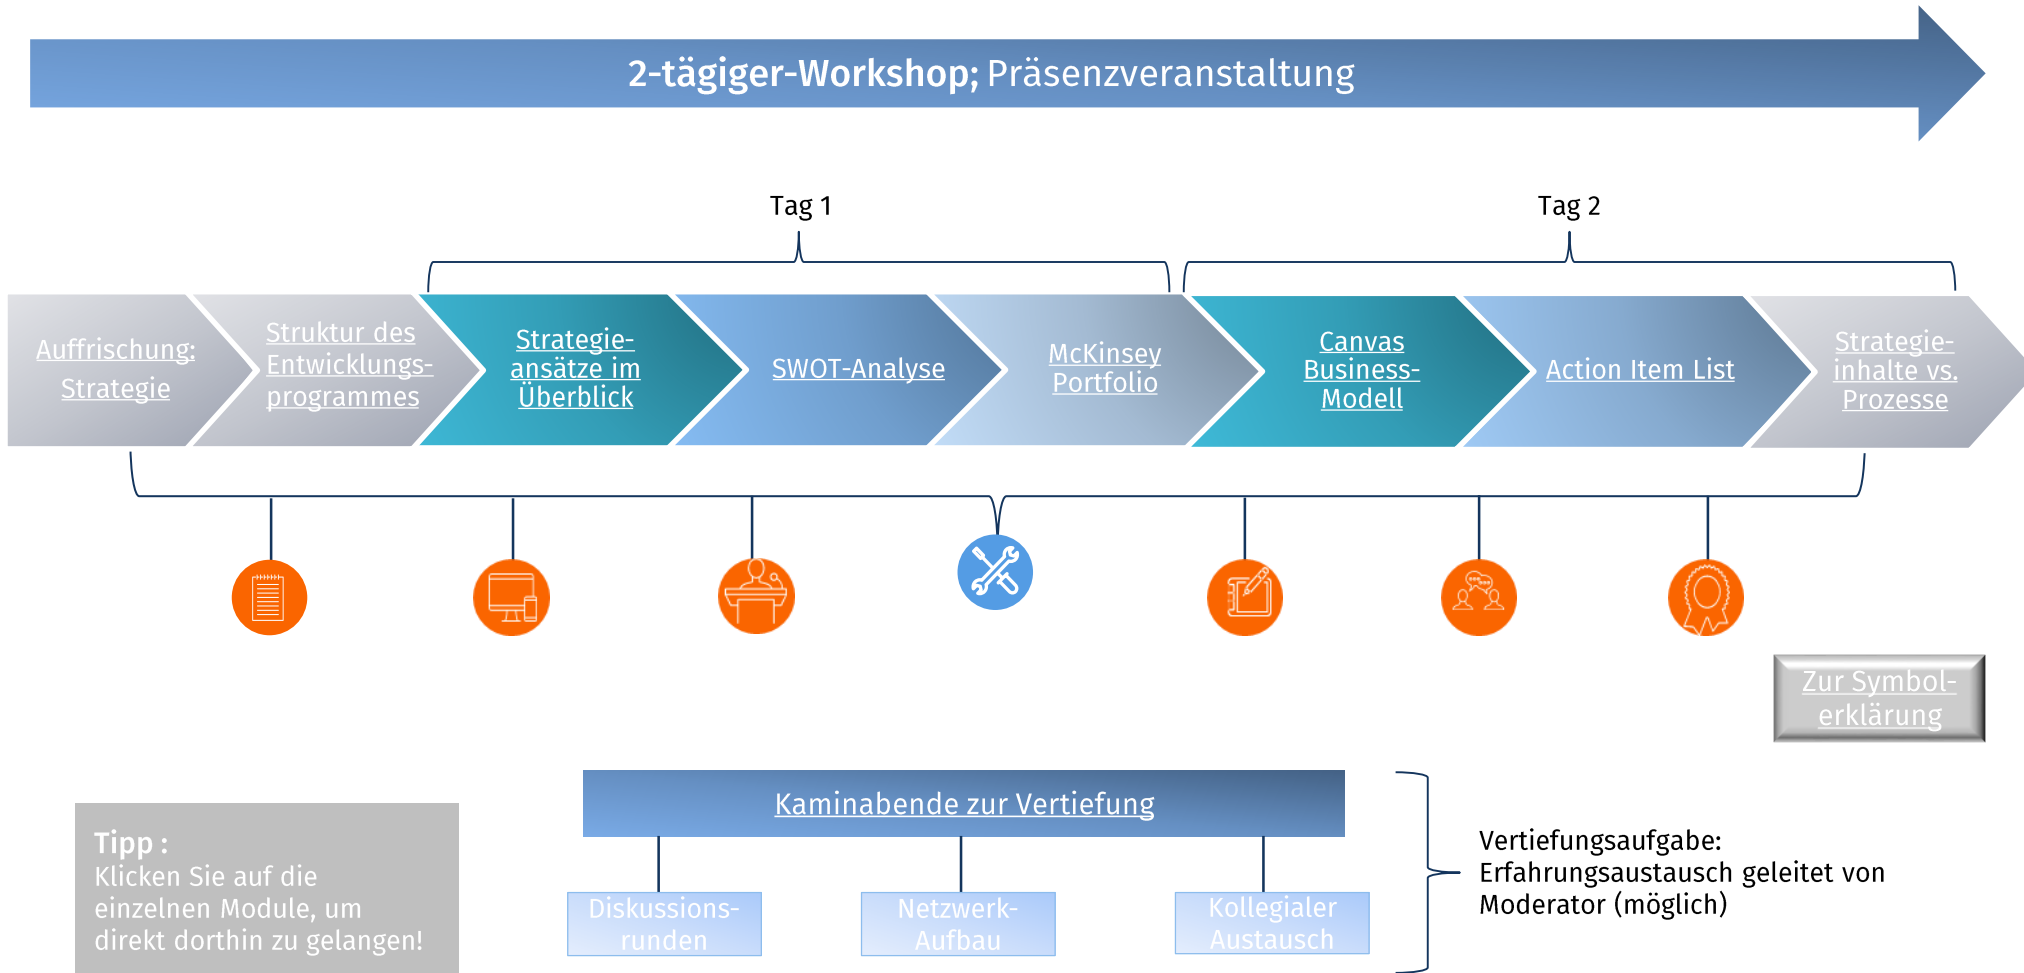 2-tägiger-Workshop; Präsenzveranstaltung
Tag 1
Tag 2
Auffrischung:
Strategie
Struktur des
Entwicklungs-
programmes
Strategie-
ansätze im
Überblick
SWOT-Analyse
McKinsey
Portfolio
Canvas
Business-
Modell
Action Item List
Strategie-
inhalte vs.
Prozesse
Zur Symbol-
erklärung
Tipp :
Klicken Sie auf die
einzelnen Module, um
direkt dorthin zu gelangen!
Kaminabende zur Vertiefung
Diskussions-
runden
Netzwerk-
Aufbau
Kollegialer
Austausch
Vertiefungsaufgabe:
Erfahrungsaustausch geleitet von
Moderator (möglich)